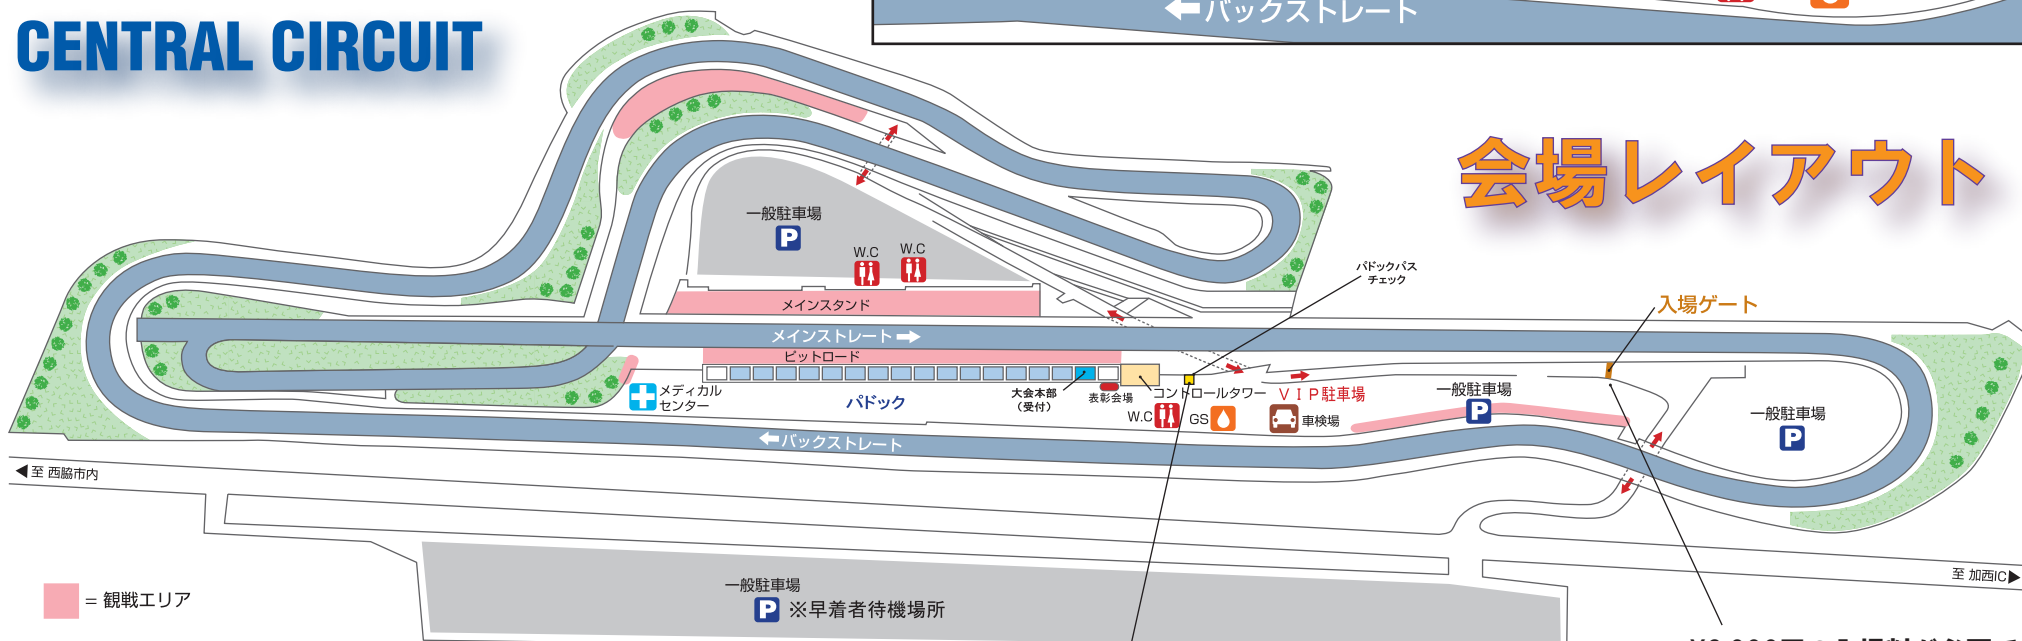 CENTRAL CIRCUIT
バックストレート
会場レイアウト
一般駐車場
P
W.C
W.C
メインスタンド
パドックパス
チェック
入場ゲート
メインストレート
ピットロード
メディカル
センター
パドック
大会本部
(受付)
表彰会場
コントロールタワー
VIP駐車場
W.C
GS
車検場
一般駐車場
P
一般駐車場
P
バックストレート
至 西脇市内
至 加西IC
一般駐車場
P ※早着者待機場所
= 観戦エリア